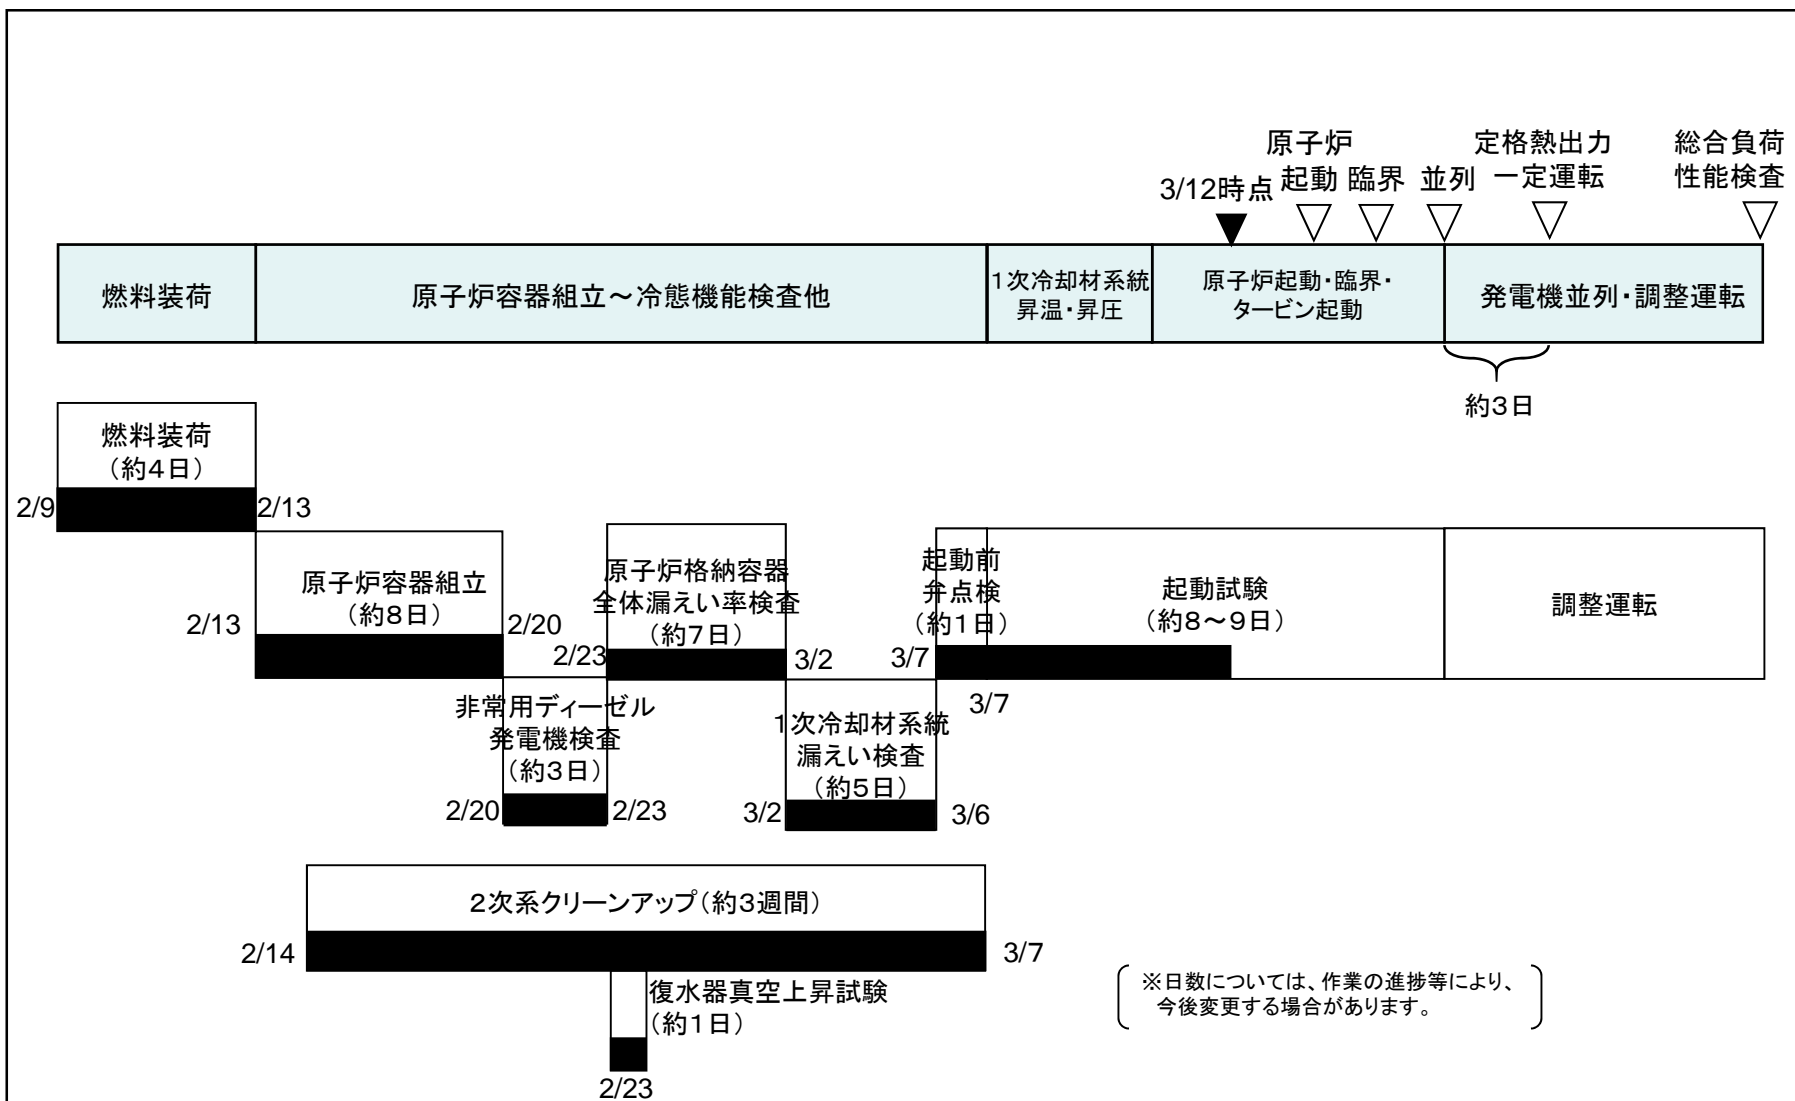 原子炉
起動
臨界
並列
定格熱出力
一定運転
総合負荷
性能検査
3/12時点
燃料装荷
原子炉容器組立～冷態機能検査他
１次冷却材系統
昇温・昇圧
原子炉起動・臨界・
タービン起動
発電機並列・調整運転
約３日
燃料装荷
（約４日）
2/9
2/13
原子炉容器組立
（約８日）
2/13
2/20
原子炉格納容器
全体漏えい率検査
（約７日）
2/23
3/2
起動前
弁点検
（約１日）
3/7
3/7
起動試験
（約８～９日）
調整運転
非常用ディーゼル
発電機検査
（約３日）
2/20
2/23
１次冷却材系統
漏えい検査
（約５日）
3/2
3/6
２次系クリーンアップ（約３週間）
2/14
3/7
復水器真空上昇試験
（約１日）
2/23
※日数については、作業の進捗等により、
今後変更する場合があります。